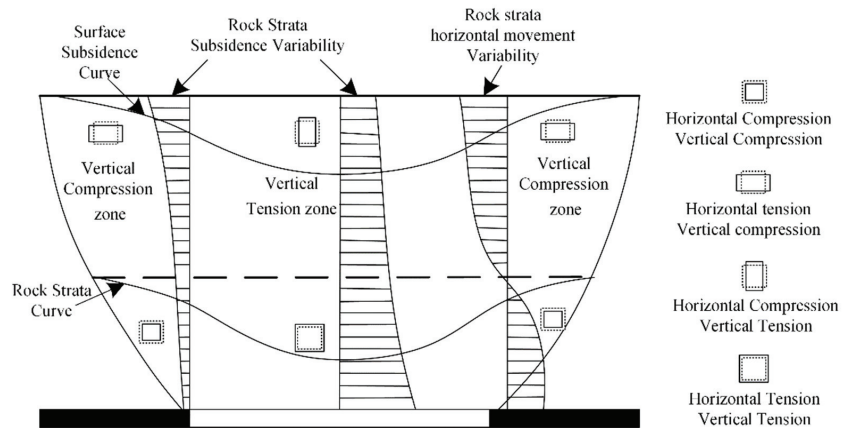 Surface
Subsidence
Curve
Rock Strata
Subsidence Variability
Rock strata
horizontal movement
Variability
Vertical
Compression
zone
Vertical
Tension zone
Vertical
Compression
zone
Rock Strata
Curve
Horizontal Compression
Vertical Compression
Horizontal tension
Vertical compression
Horizontal Compression
Vertical Tension
Horizontal Tension
Vertical Tension